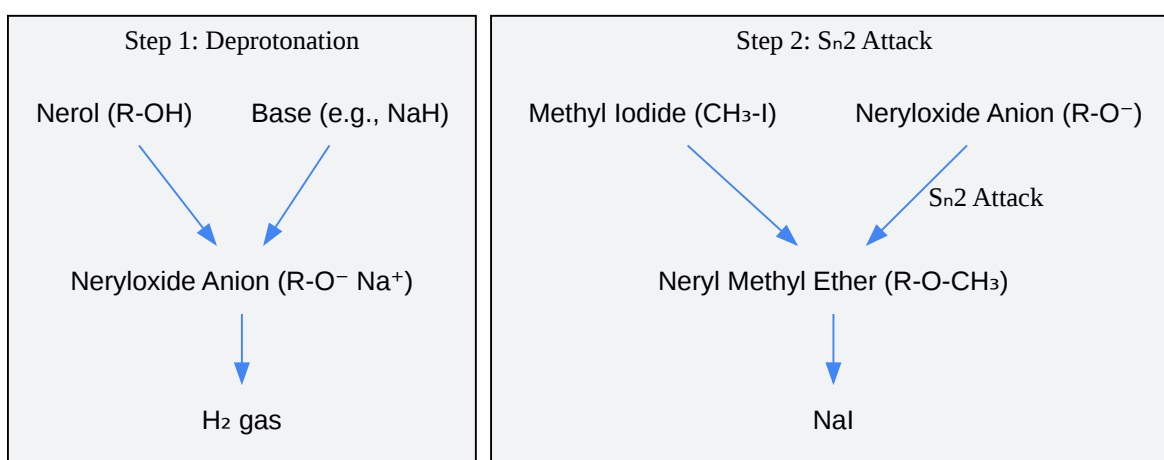 Step 1: Deprotonation
Nerol (R-OH)
Base (e.g., NaH)
Neryloxide Anion (R-O⁻ Na⁺)
H₂ gas
Step 2: Sₙ2 Attack
Methyl Iodide (CH₃-I)
Neryloxide Anion (R-O⁻)
Sₙ2 Attack
Neryl Methyl Ether (R-O-CH₃)
NaI